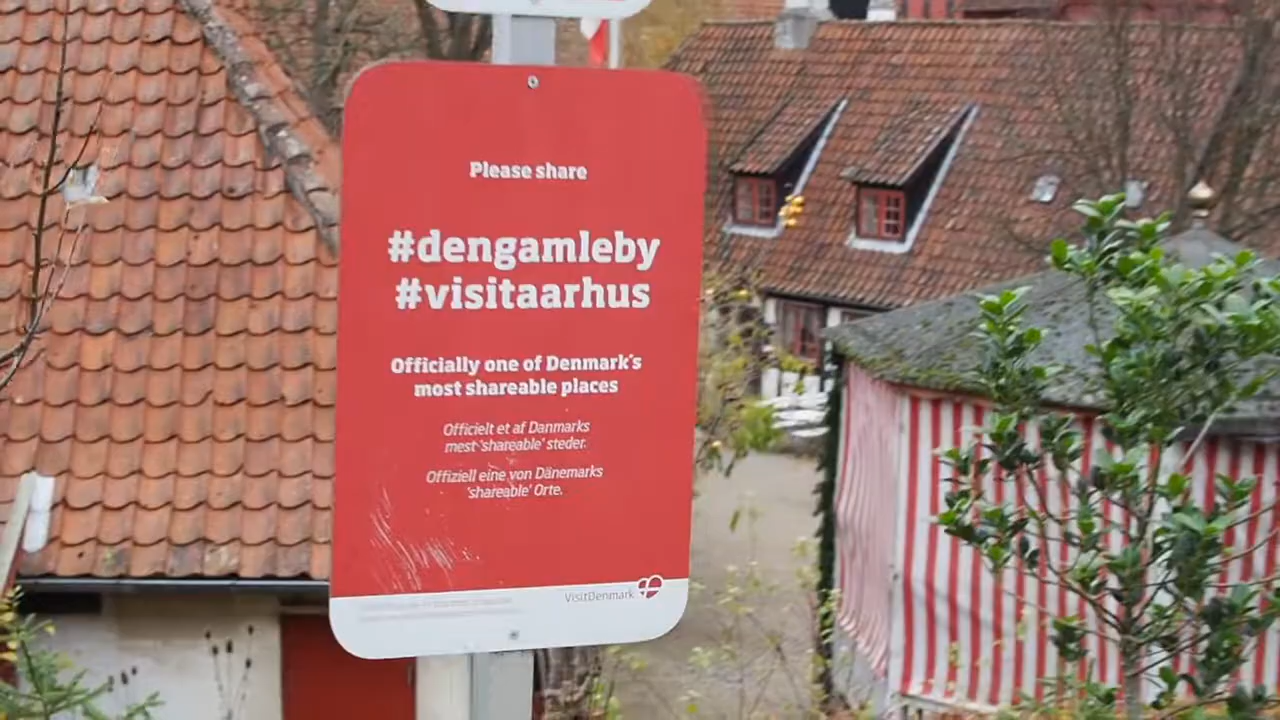 Please share
#dengamleby
#visitaarhus
Officially one of Denmark's
most shareable places
Officielt et af Danmarks
mest 'shareable' steder.
Offiziell eine von Dänemarks
'shareable' Orte.
VisitDenmark